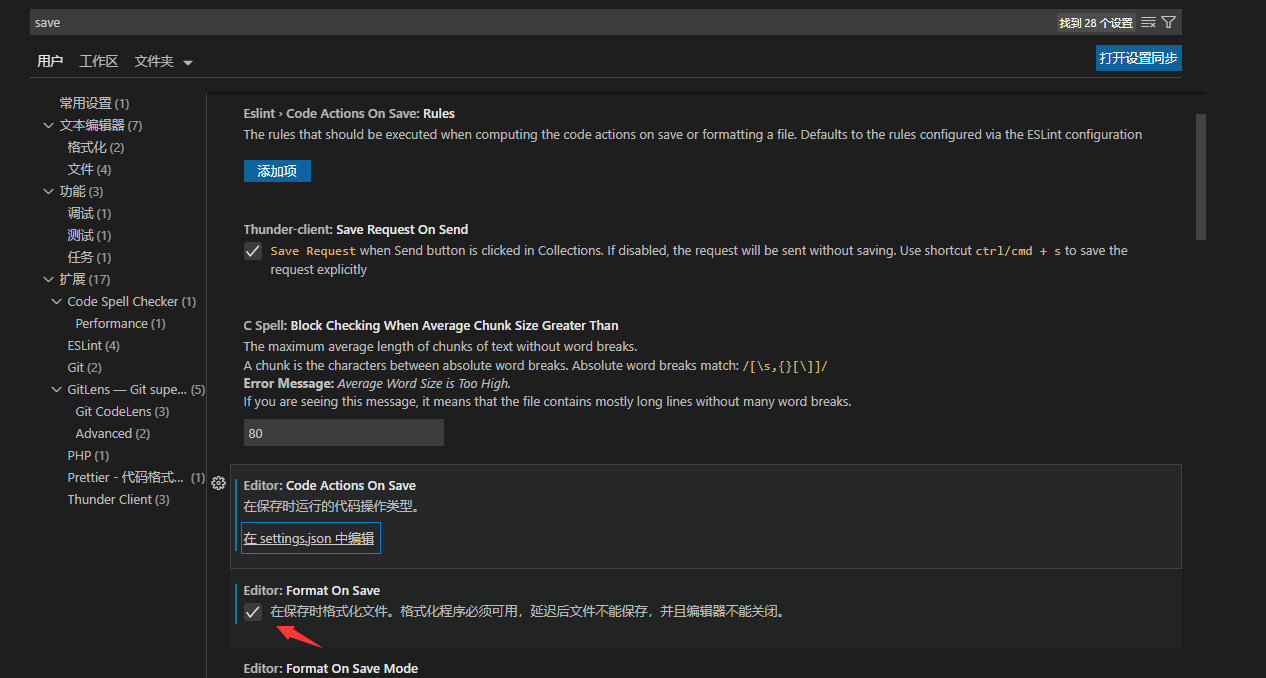 save
找到 28 个设置
用户 工作区 文件夹
打开设置同步
常用设置 (1)
文本编辑器 (7)
格式化 (2)
文件 (4)
功能 (3)
调试 (1)
测试 (1)
任务 (1)
扩展 (17)
Code Spell Checker (1)
Performance (1)
ESLint (4)
Git (2)
GitLens — Git supe... (5)
Git CodeLens (3)
Advanced (2)
PHP (1)
Prettier - 代码格式... (1)
Thunder Client (3)
Eslint › Code Actions On Save: Rules
The rules that should be executed when computing the code actions on save or formatting a file. Defaults to the rules configured via the ESLint configuration
添加项
Thunder-client: Save Request On Send
Save Request when Send button is clicked in Collections. If disabled, the request will be sent without saving. Use shortcut ctrl/cmd + s to save the
request explicitly
C Spell: Block Checking When Average Chunk Size Greater Than
The maximum average length of chunks of text without word breaks.
A chunk is the characters between absolute word breaks. Absolute word breaks match: /[\s,{}[\]]/
Error Message: Average Word Size is Too High.
If you are seeing this message, it means that the file contains mostly long lines without many word breaks.
80
Editor: Code Actions On Save
在保存时运行的代码操作类型。
在 settings.json 中编辑
Editor: Format On Save
在保存时格式化文件。格式化程序必须可用，延迟后文件不能保存，并且编辑器不能关闭。
Editor: Format On Save Mode